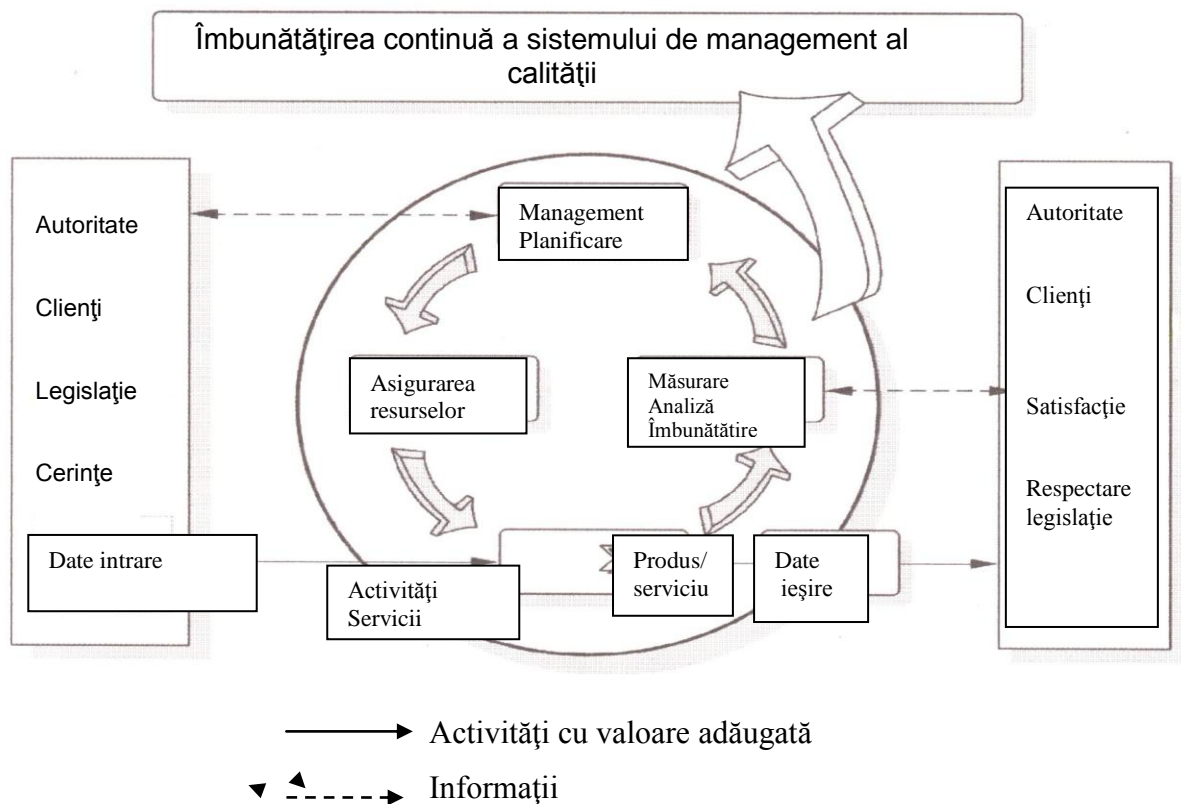 Îmbunătăţirea continuă a sistemului de management al
calităţii
Autoritate
Clienţi
Legislaţie
Cerinţe
Date intrare
Management
Planificare
Asigurarea
resurselor
Măsurare
Analiză
Îmbunătătire
Activităţi
Servicii
Produs/
serviciu
Date
ieşire
Autoritate
Clienţi
Satisfacţie
Respectare
legislaţie
Activităţi cu valoare adăugată
Informaţii